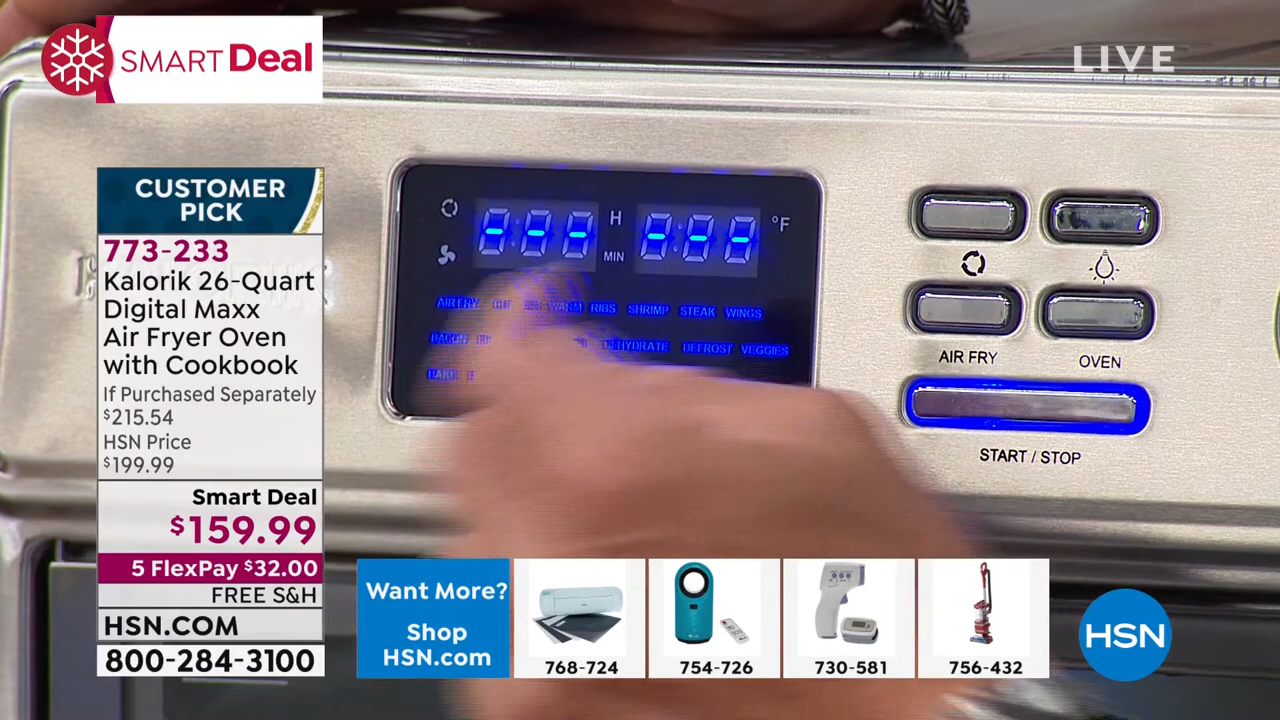 SMART Deal
LIVE
CUSTOMER
PICK
773-233
Kalorik 26-Quart
Digital Maxx
Air Fryer Oven
with Cookbook
If Purchased Separately
$215.54
HSN Price
$199.99
Smart Deal
$159.99
5 FlexPay $32.00
FREE S&H
HSN.COM
800-284-3100
H
°F
MIN
AIR FRY
WARM RIBS SHRIMP STEAK WINGS
BACON
DEHYDRATE DEFROST VEGGIES
AIR FRY
OVEN
START / STOP
Want More?
Shop
HSN.com
768-724
754-726
730-581
756-432
HSN